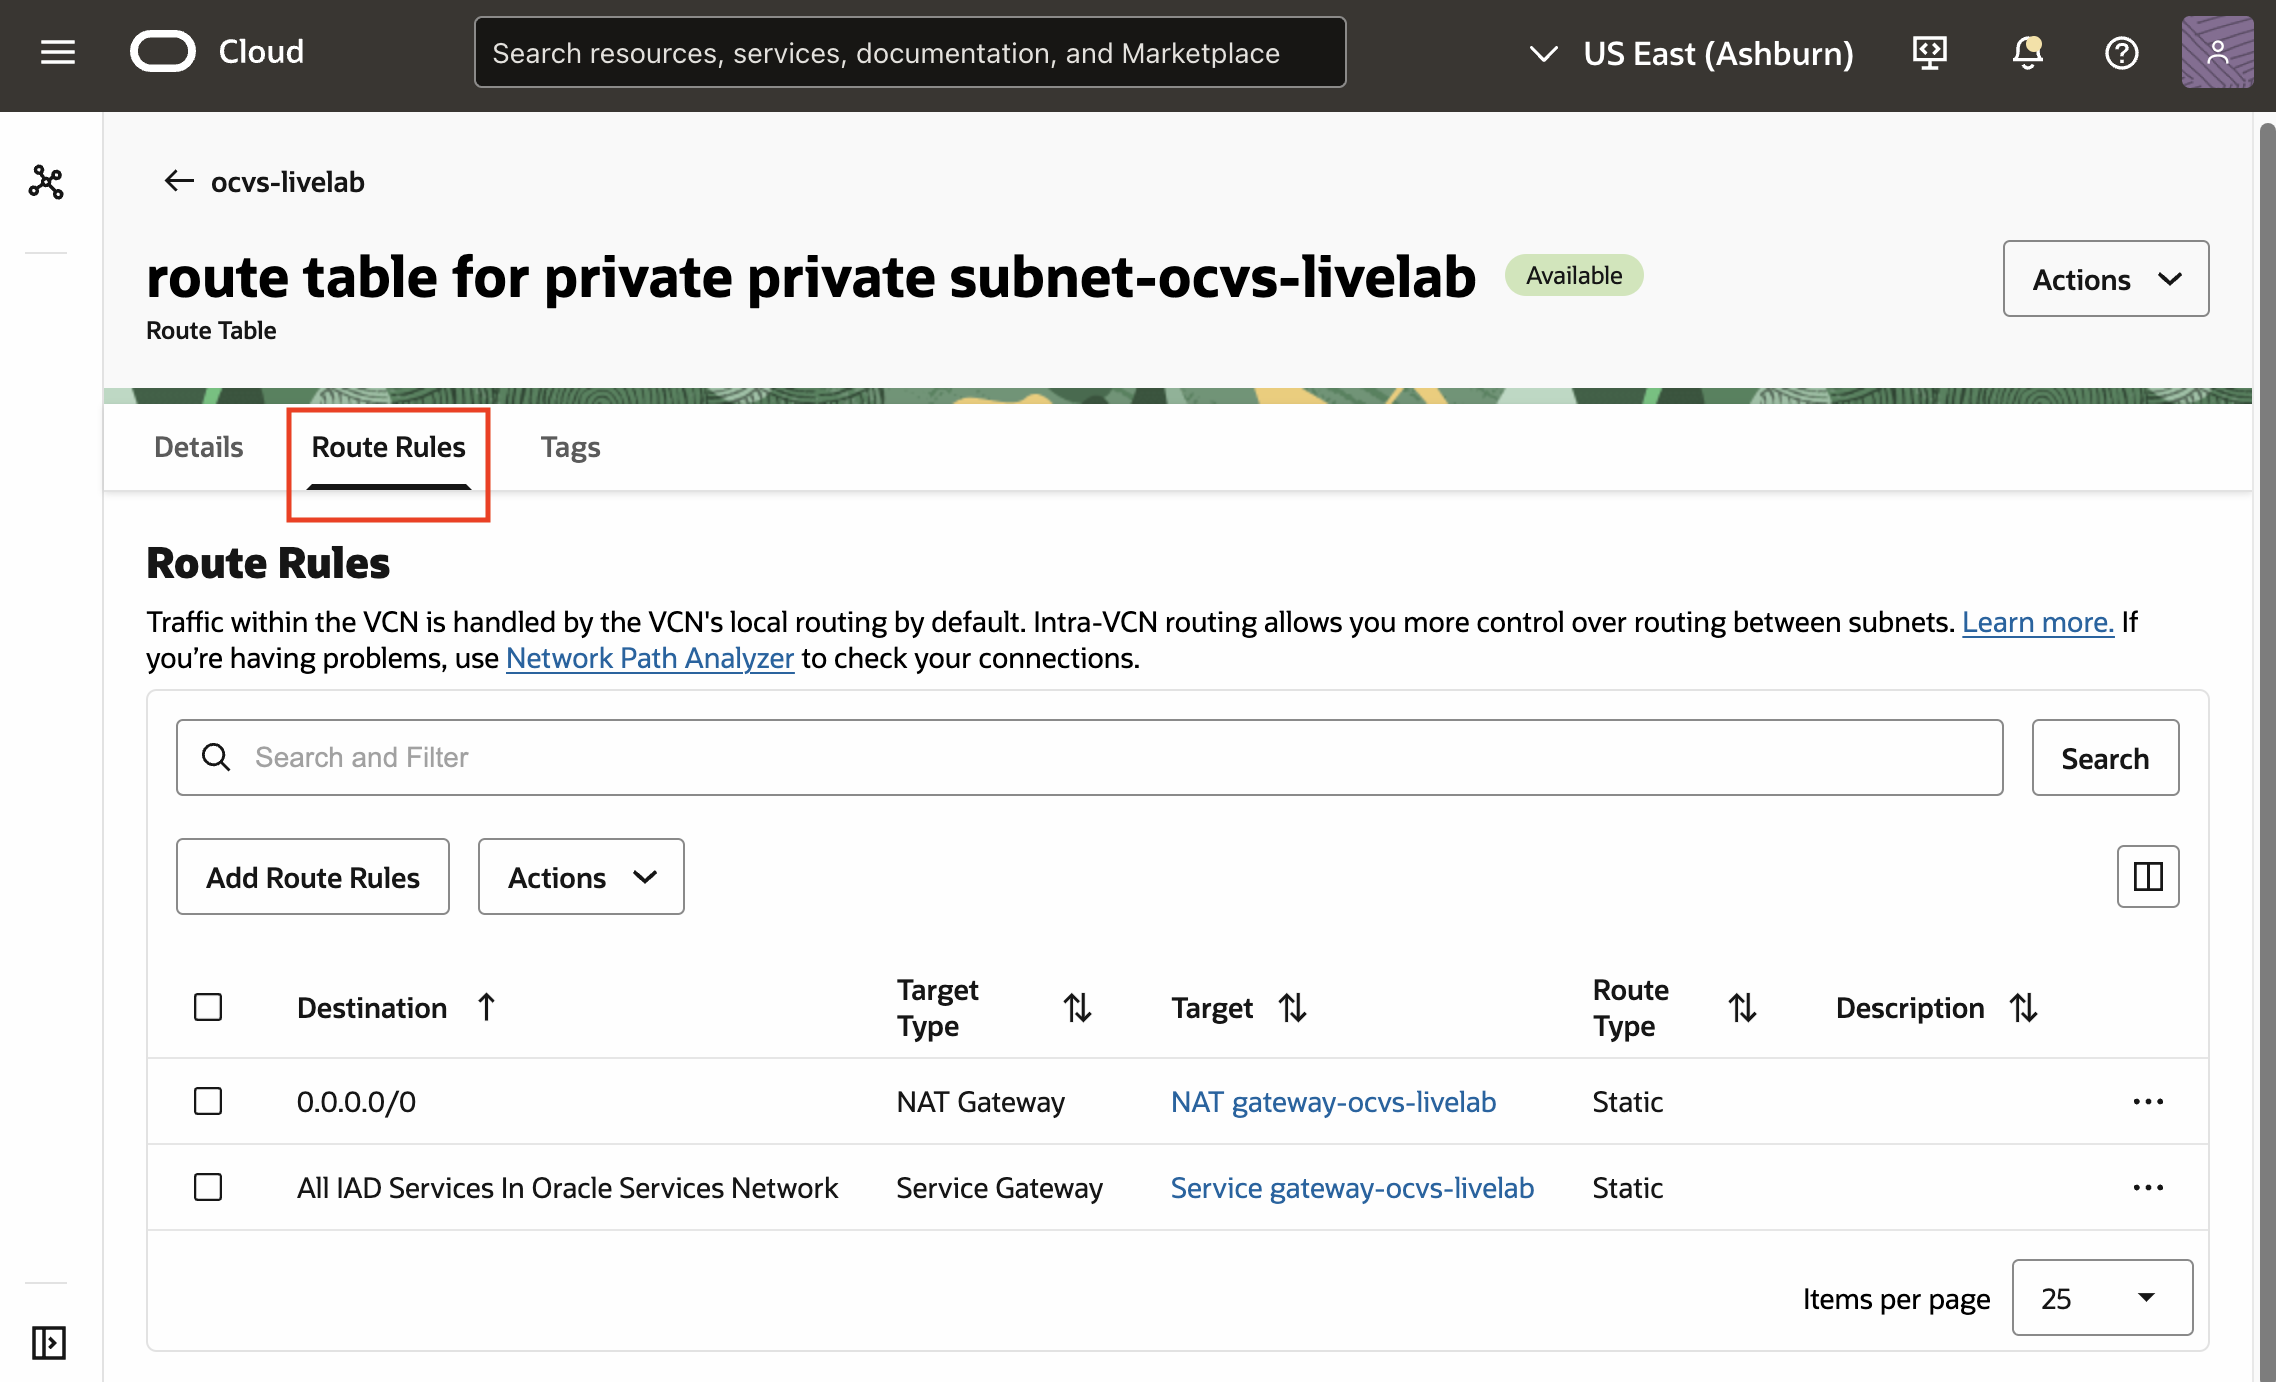 Cloud
Search resources, services, documentation, and Marketplace
US East (Ashburn)
ocvs-livelab
route table for private private subnet-ocvs-livelab
Available
Actions
Route Table
Details
Route Rules
Tags
Route Rules
Traffic within the VCN is handled by the VCN's local routing by default. Intra-VCN routing allows you more control over routing between subnets. Learn more. If
you’re having problems, use Network Path Analyzer to check your connections.
Search and Filter
Search
Add Route Rules
Actions
Destination
Target
Type
Target
Route
Type
Description
0.0.0.0/0 NAT Gateway NAT gateway-ocvs-livelab Static
All IAD Services In Oracle Services Network Service Gateway Service gateway-ocvs-livelab Static
Items per page 25